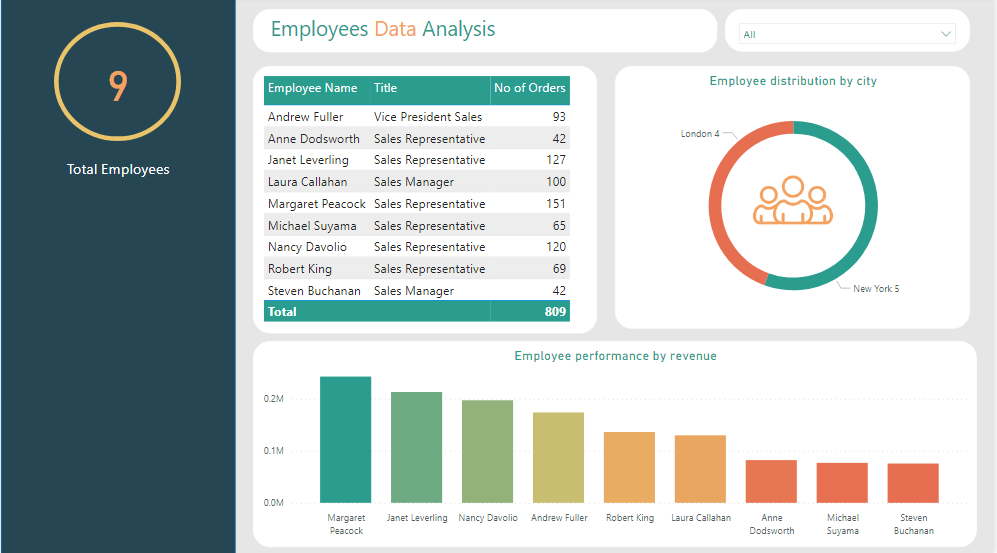 9
Total Employees
Employees Data Analysis
All
Employee Name Title No of Orders
Andrew Fuller Vice President Sales 93
Anne Dodsworth Sales Representative 42
Janet Leverling Sales Representative 127
Laura Callahan Sales Manager 100
Margaret Peacock Sales Representative 151
Michael Suyama Sales Representative 65
Nancy Davolio Sales Representative 120
Robert King Sales Representative 69
Steven Buchanan Sales Manager 42
Total 809
Employee distribution by city
London 4
New York 5
Employee performance by revenue
0.2M
0.1M
0.0M
Margaret
Peacock
Janet Leverling
Nancy Davolio
Andrew Fuller
Robert King
Laura Callahan
Anne
Dodsworth
Michael
Suyama
Steven
Buchanan